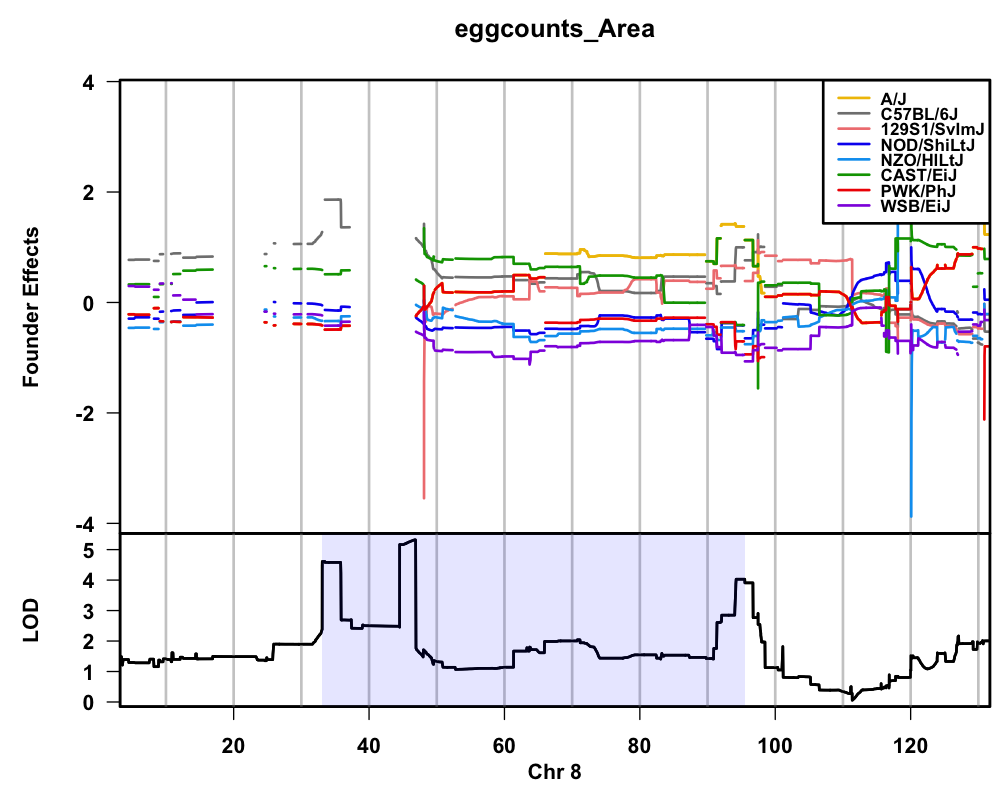 eggcounts_Area
4
2
0
-2
-4
Founder Effects
A/J
C57BL/6J
129S1/SvImJ
NOD/ShiLtJ
NZO/HlLtJ
CAST/EiJ
PWK/PhJ
WSB/EiJ
5
4
3
2
1
0
LOD
20 40 60 80 100 120
Chr 8